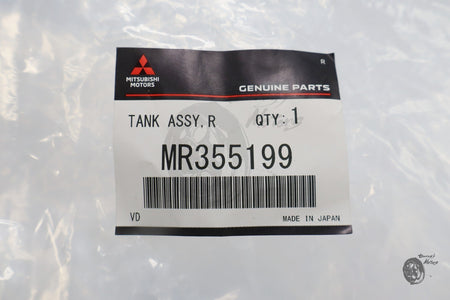 R
MITSUBISHI
MOTORS
GENUINE PARTS
TANK ASSY,R QTY:1
MR355199
VD MADE IN JAPAN